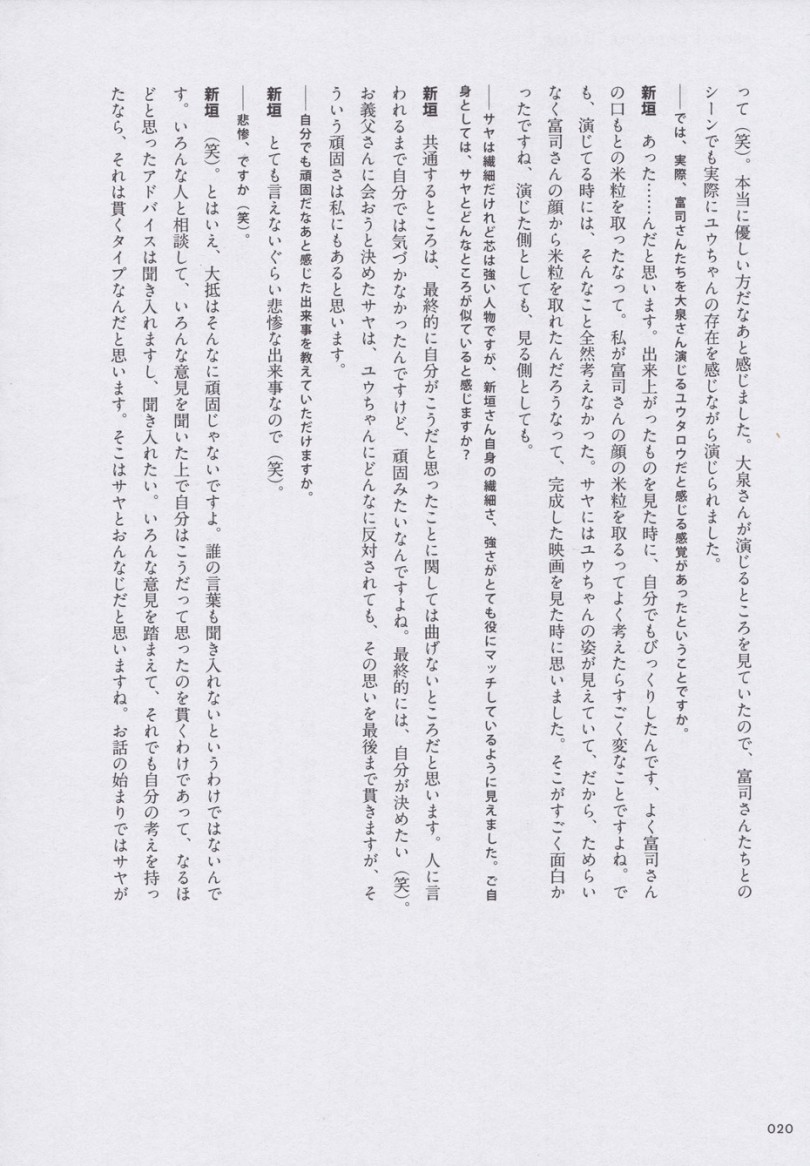 って（笑）。本当に優しい方だなあと感じました。大泉さんが演じるところを見ていたので、富司さんたちとの
シーンでも実際にユウちゃんの存在を感じながら演じられました。
――では、実際、富司さんたちを大泉さん演じるユウタロウだと感じる感覚があったということですか。
新垣　あった……んだと思います。出来上がったものを見た時に、自分でもびっくりしたんです、よく富司さん
の口もとの米粒を取ったなって。私が富司さんの顔の米粒を取るってよく考えたらすごく変なことですよね。で
も、演じてる時には、そんなこと全然考えなかった。サヤにはユウちゃんの姿が見えていて、だから、ためらい
なく富司さんの顔から米粒を取れたんだろうなって、完成した映画を見た時に思いました。そこがすごく面白か
ったですね、演じた側としても、見る側としても。
――サヤは繊細だけれど芯は強い人物ですが、新垣さん自身の繊細さ、強さがとても役にマッチしているように見えました。ご自
身としては、サヤとどんなところが似ていると感じますか？
新垣　共通するところは、最終的に自分がこうだと思ったことに関しては曲げないところだと思います。人に言
われるまで自分では気づかなかったんですけど、頑固みたいなんですよね。最終的には、自分が決めたい（笑）。
お義父さんに会おうと決めたサヤは、ユウちゃんにどんなに反対されても、その思いを最後まで貫きますが、そ
ういう頑固さは私にもあると思います。
――自分でも頑固だなあと感じた出来事を教えていただけますか。
新垣　とても言えないぐらい悲惨な出来事なので（笑）。
――悲惨、ですか（笑）。
新垣　（笑）。とはいえ、大抵はそんなに頑固じゃないですよ。誰の言葉も聞き入れないというわけではないんで
す。いろんな人と相談して、いろんな意見を聞いた上で自分はこうだって思ったのを貫くわけであって、なるほ
どと思ったアドバイスは聞き入れますし、聞き入れたい。いろんな意見を踏まえて、それでも自分の考えを持っ
たなら、それは貫くタイプなんだと思います。そこはサヤとおんなじだと思いますね。お話の始まりではサヤが
020